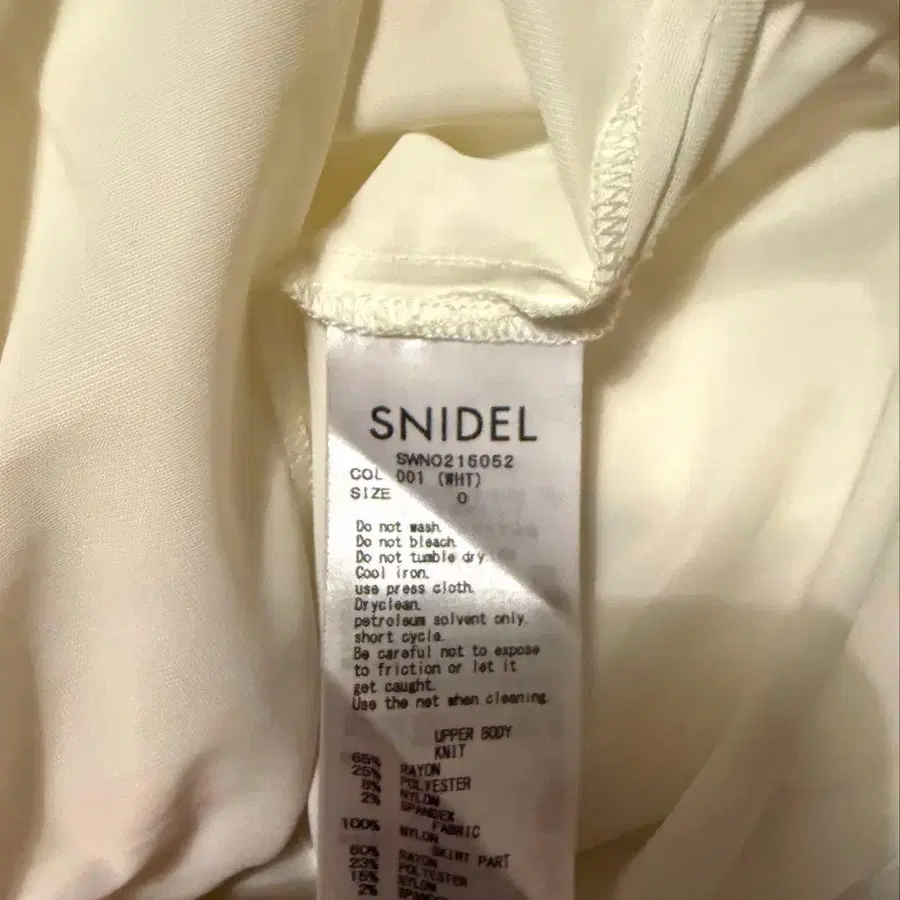 SNIDEL
SWNO215052
COL 001 (WHT)
SIZE 0
Do not wash.
Do not bleach.
Do not tumble dry.
Cool iron.
use press cloth.
Dryclean.
petroleum solvent only.
short cycle.
Be careful not to expose
to friction or let it
get caught.
Use the net when cleaning.
UPPER BODY
KNIT
65% RAYON
25% POLYESTER
8% NYLON
2% SPANDEX
FABRIC
100% NYLON
SKIRT PART
60% RAYON
23% POLYESTER
15% NYLON
2%